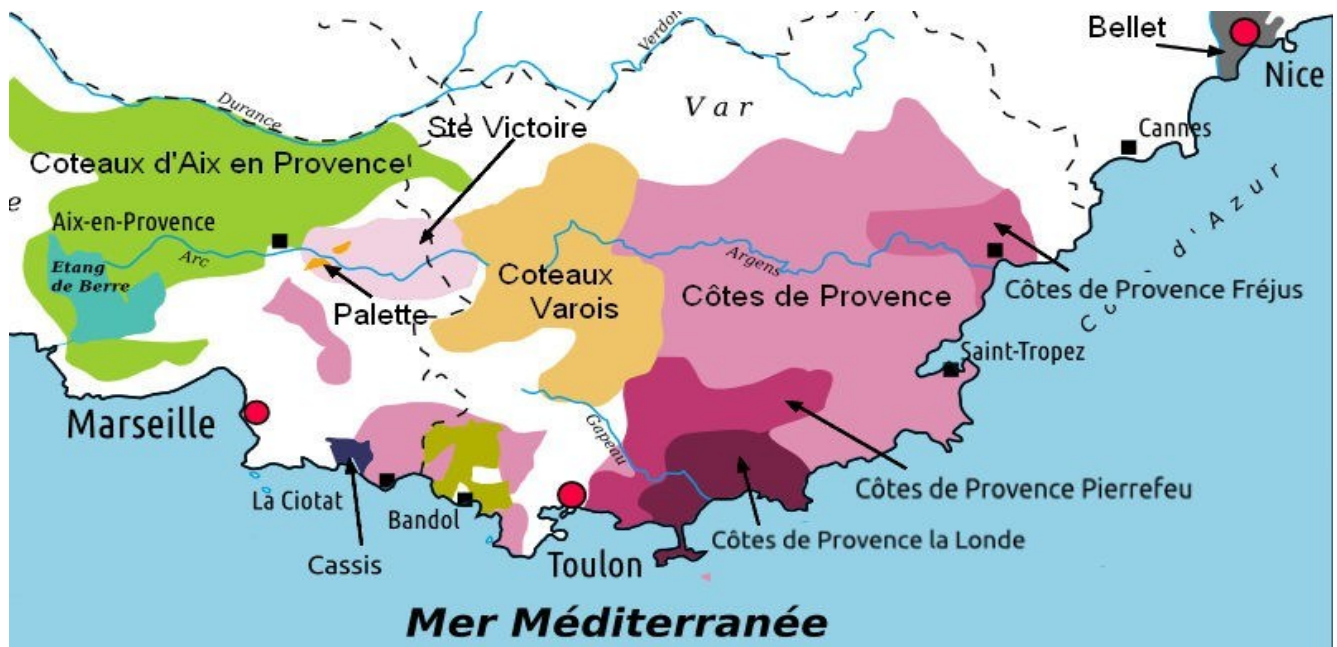 Bellet
Nice
Verdon
Durance
Var
Ste Victoire
Cannes
Coteaux d'Aix en Provence
e
Aix-en-Provence
Arc
Etang
de Berre
Palette
Coteaux
Varois
Argens
Côtes de Provence
Côtes de Provence Fréjus
d'Azur
Saint-Tropez
Marseille
Gapeau
La Ciotat
Bandol
Cassis
Toulon
Côtes de Provence Pierrefeu
Côtes de Provence la Londe
Mer Méditerranée